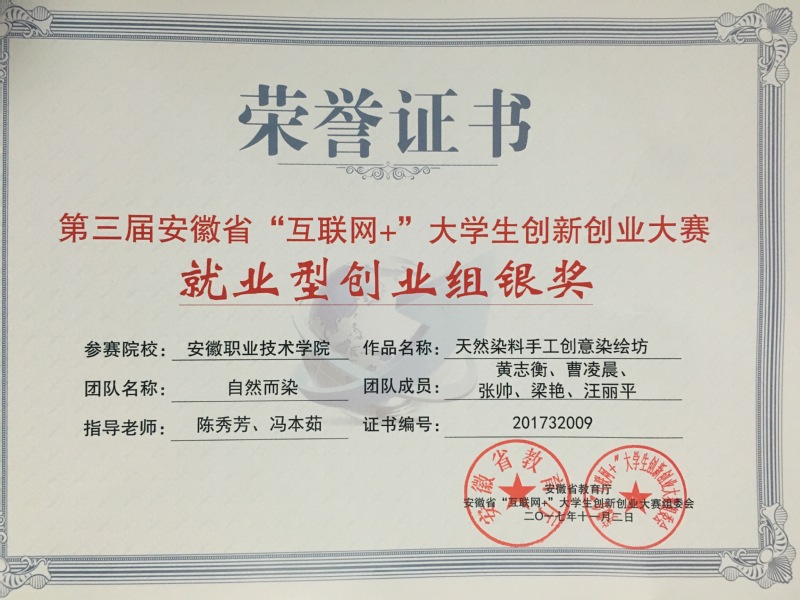 荣誉证书
第三届安徽省“互联网+”大学生创新创业大赛
就业型创业组银奖
参赛院校： 安徽职业技术学院 作品名称： 天然染料手工创意染绘坊
团队名称： 自然而染 团队成员： 黄志衡、曹凌晨、
张帅、梁艳、汪丽平
指导老师： 陈秀芳、冯本茹 证书编号： 201732009
安徽省教育厅
安徽省“互联网+”大学生创新创业大赛组委会
二〇一七年十一月二日
安徽省教育厅